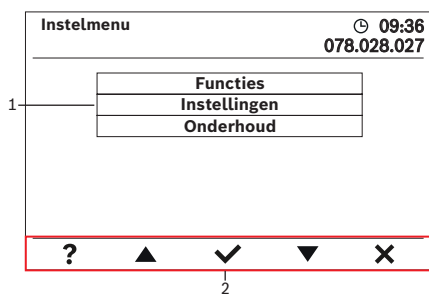 Instelmenu
09:36
078.028.027
Functies
1
Instellingen
Onderhoud
?
2